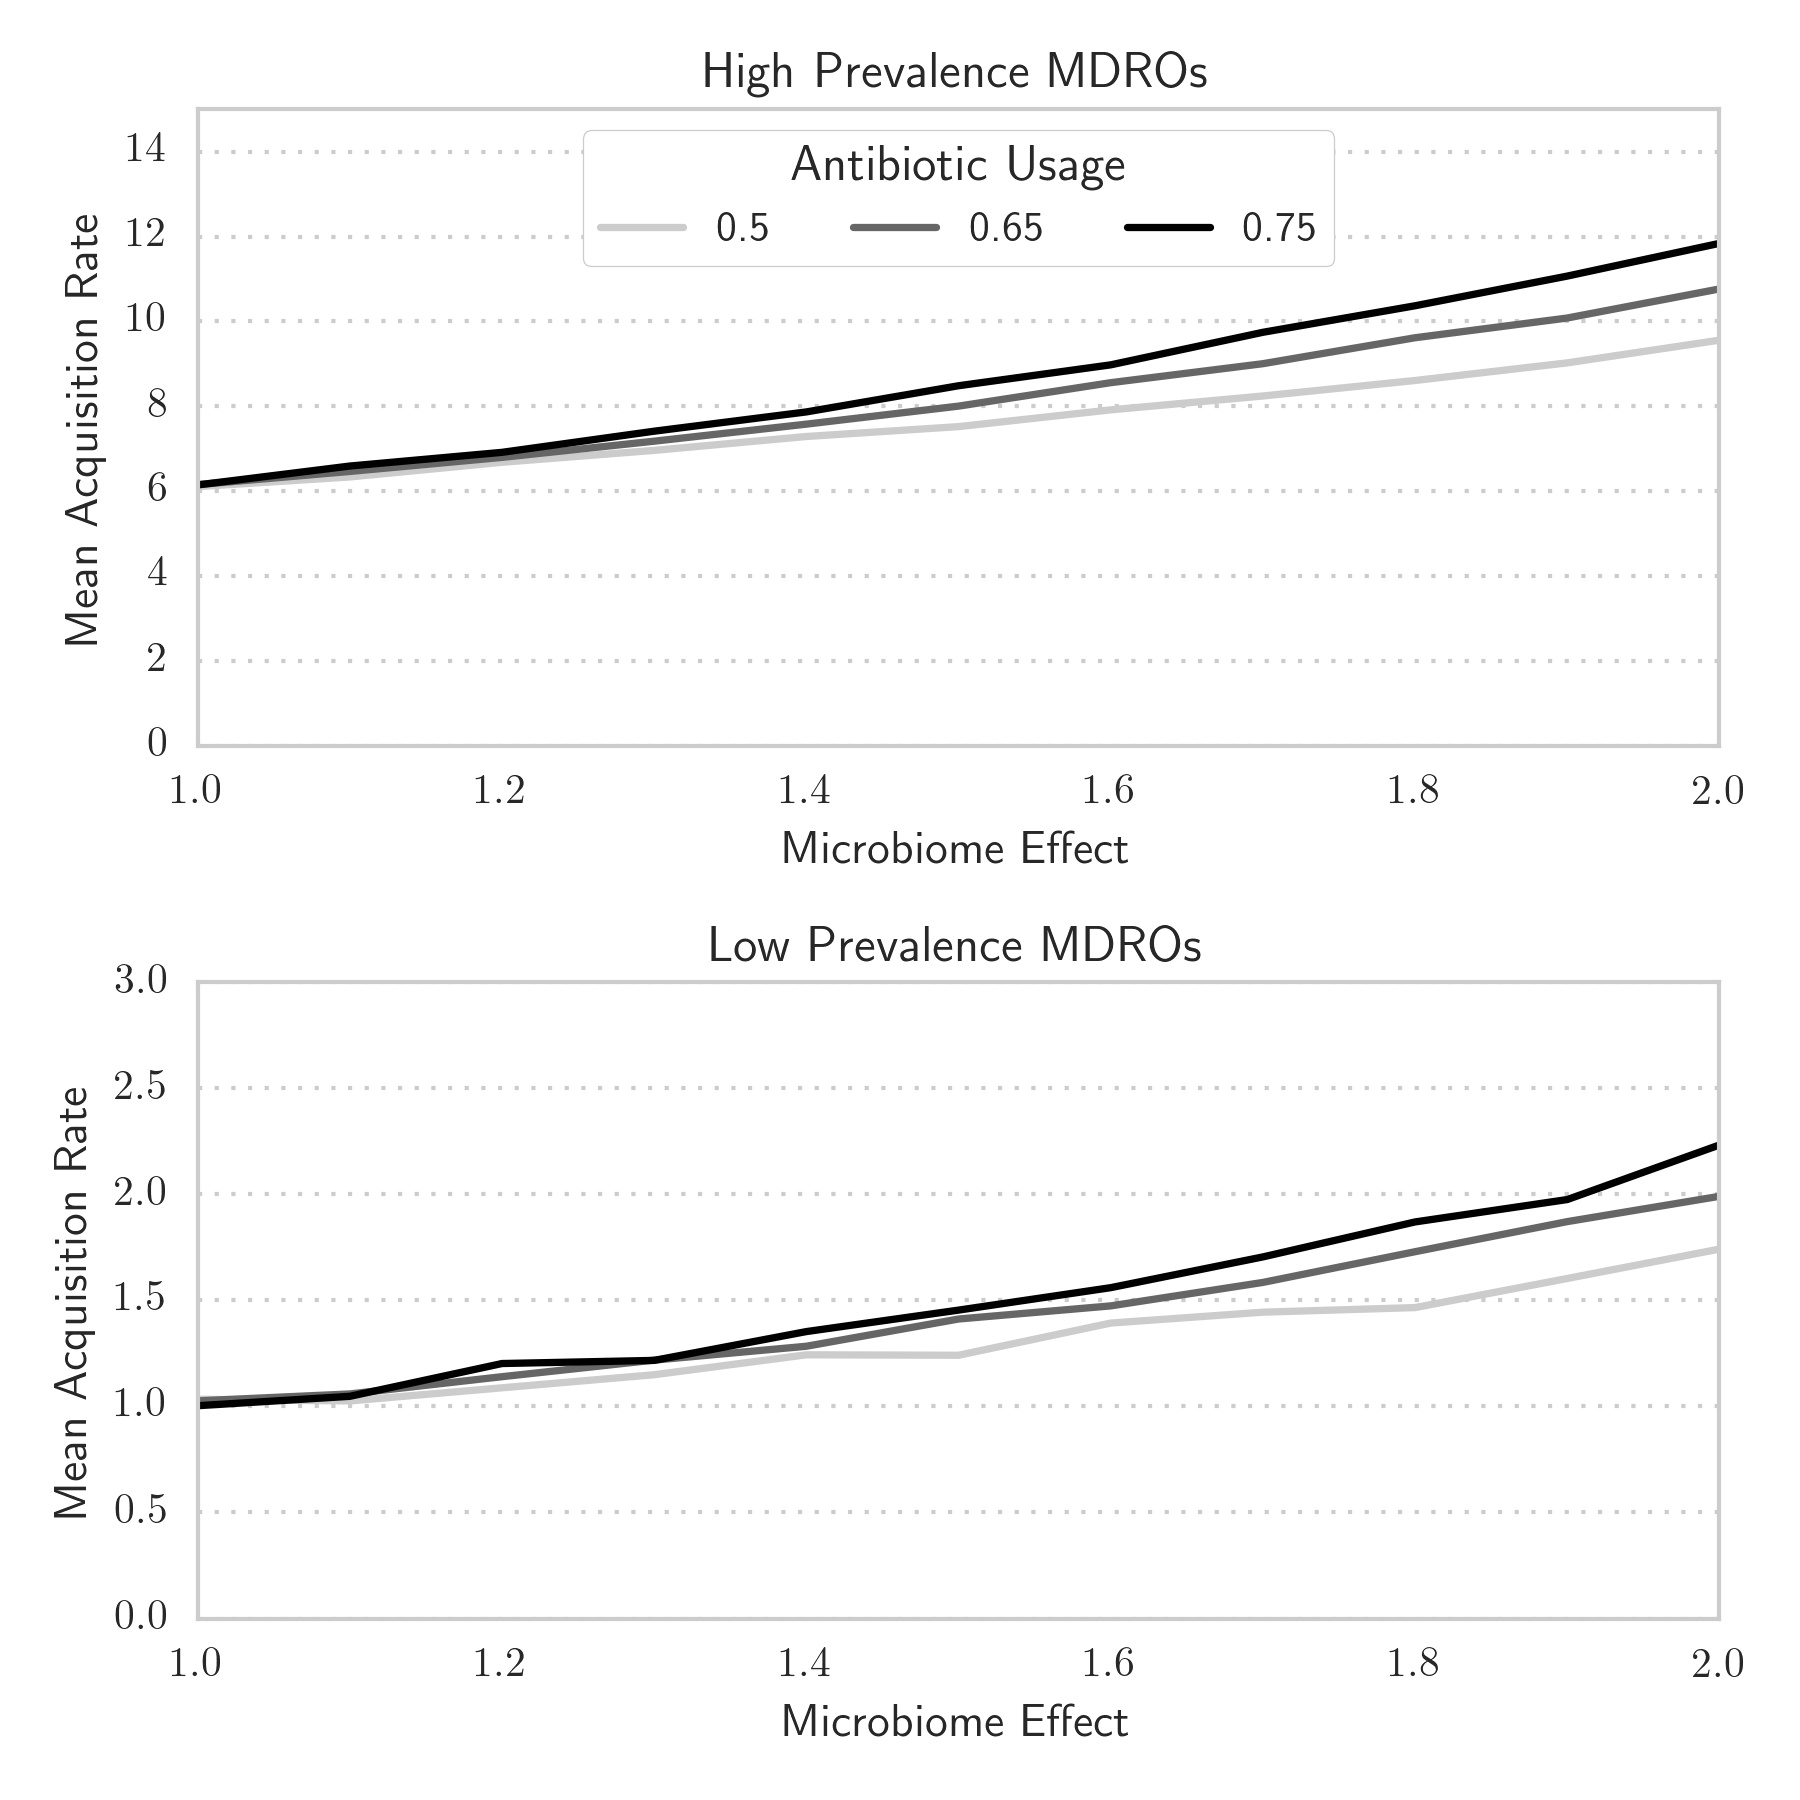 High Prevalence MDROs
Antibiotic Usage
0.5 0.65 0.75
Mean Acquisition Rate
14
12
10
8
6
4
2
0
1.0 1.2 1.4 1.6 1.8 2.0
Microbiome Effect
Low Prevalence MDROs
Mean Acquisition Rate
3.0
2.5
2.0
1.5
1.0
0.5
0.0
1.0 1.2 1.4 1.6 1.8 2.0
Microbiome Effect